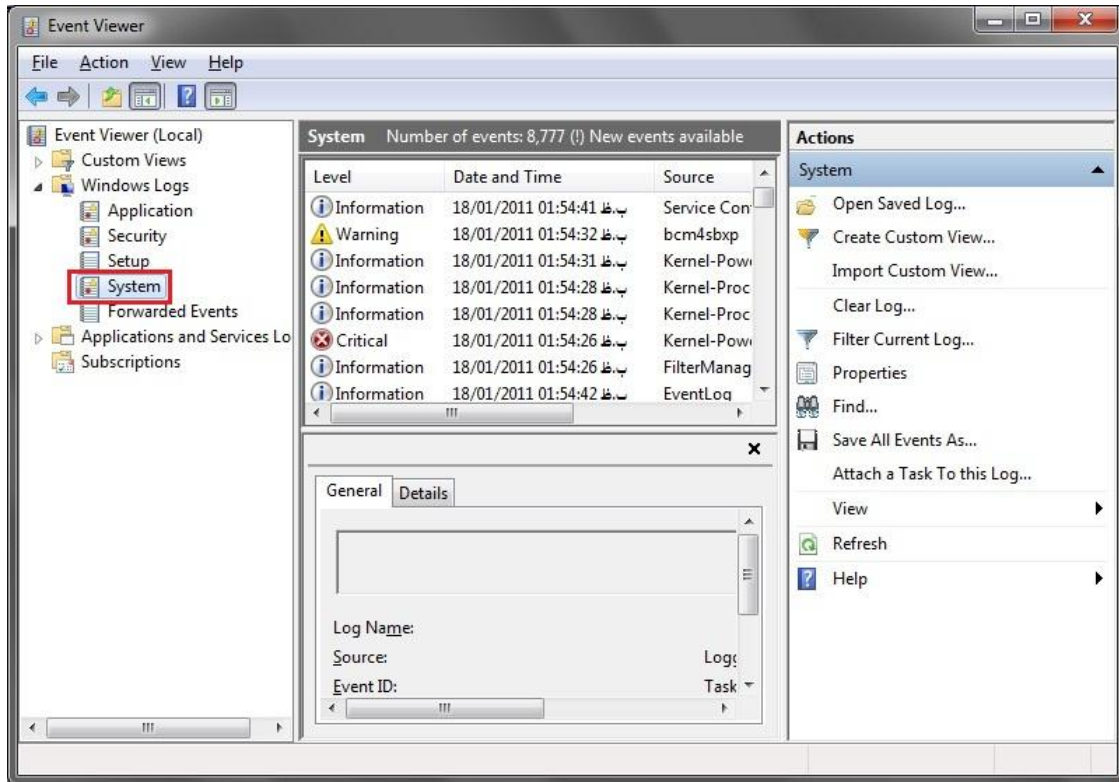 Event Viewer
File Action View Help
Event Viewer (Local)
Custom Views
Windows Logs
Application
Security
Setup
System
Forwarded Events
Applications and Services Lo
Subscriptions
System Number of events: 8,777 (!) New events available
Level Date and Time Source
Information 18/01/2011 01:54:41 ب.ظ Service Con
Warning 18/01/2011 01:54:32 ب.ظ bcm4sbxp
Information 18/01/2011 01:54:31 ب.ظ Kernel-Pow
Information 18/01/2011 01:54:28 ب.ظ Kernel-Proc
Information 18/01/2011 01:54:28 ب.ظ Kernel-Proc
Critical 18/01/2011 01:54:26 ب.ظ Kernel-Pow
Information 18/01/2011 01:54:26 ب.ظ FilterManag
Information 18/01/2011 01:54:42 ب.ظ EventLog
General Details
Log Name:
Source: Logg
Event ID: Task
Actions
System
Open Saved Log...
Create Custom View...
Import Custom View...
Clear Log...
Filter Current Log...
Properties
Find...
Save All Events As...
Attach a Task To this Log...
View
Refresh
Help